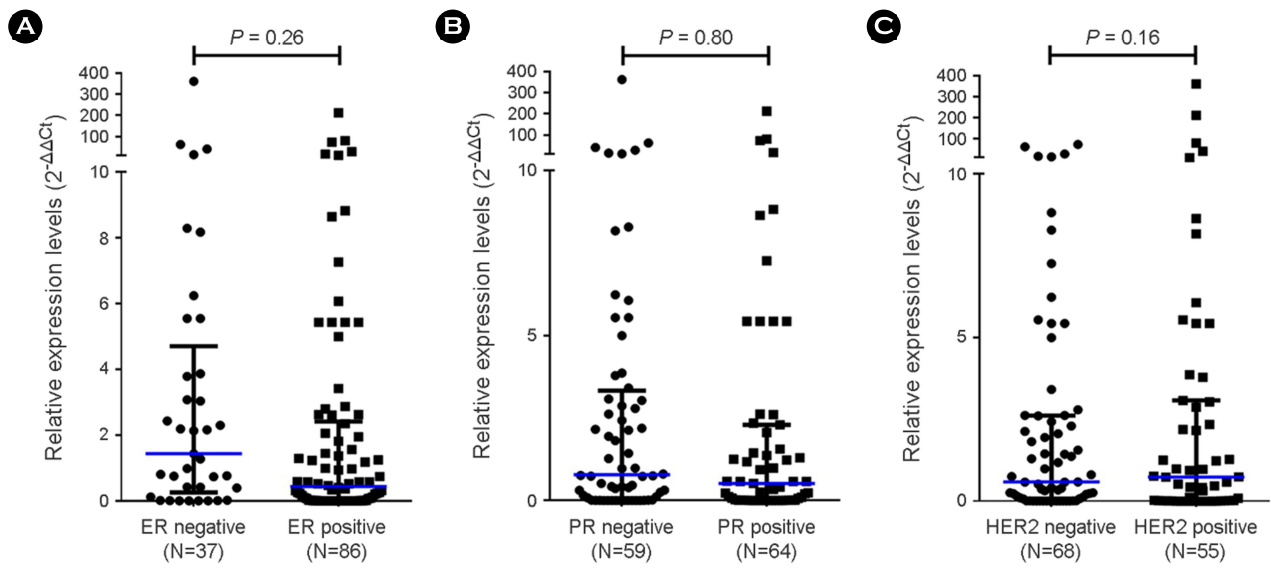 A
P = 0.26
Relative expression levels (2-ΔΔCt)
400
300
200
100
10
8
6
4
2
0
ER negative
(N=37)
ER positive
(N=86)
B
P = 0.80
Relative expression levels (2-ΔΔCt)
400
300
200
100
10
5
0
PR negative
(N=59)
PR positive
(N=64)
C
P = 0.16
Relative expression levels (2-ΔΔCt)
400
300
200
100
10
5
0
HER2 negative
(N=68)
HER2 positive
(N=55)